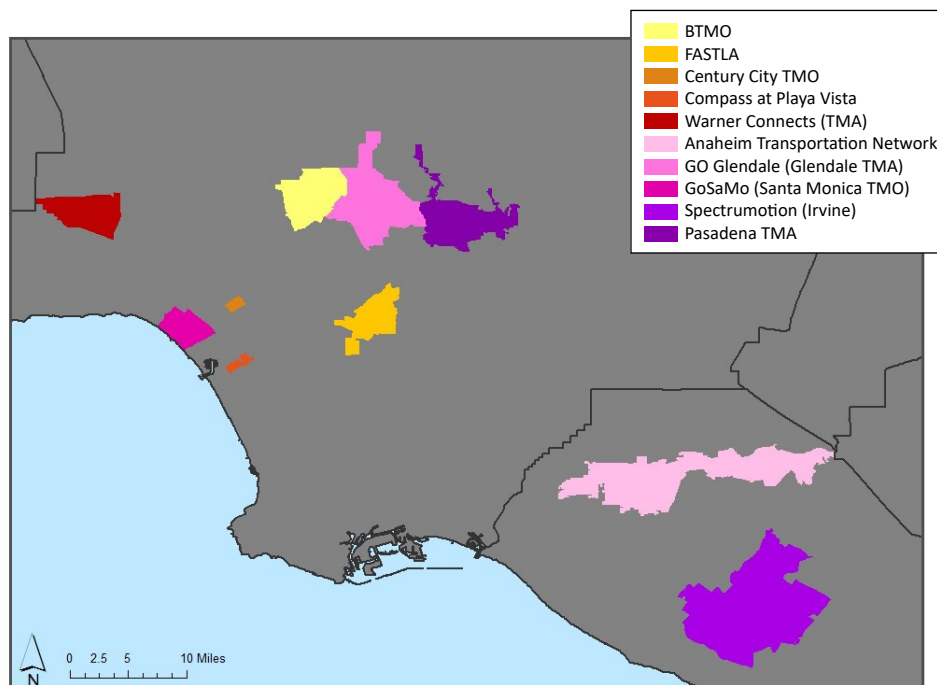 BTMO
FASTLA
Century City TMO
Compass at Playa Vista
Warner Connects (TMA)
Anaheim Transportation Network
GO Glendale (Glendale TMA)
GoSaMo (Santa Monica TMO)
Spectrumotion (Irvine)
Pasadena TMA
0 2.5 5 10 Miles
N